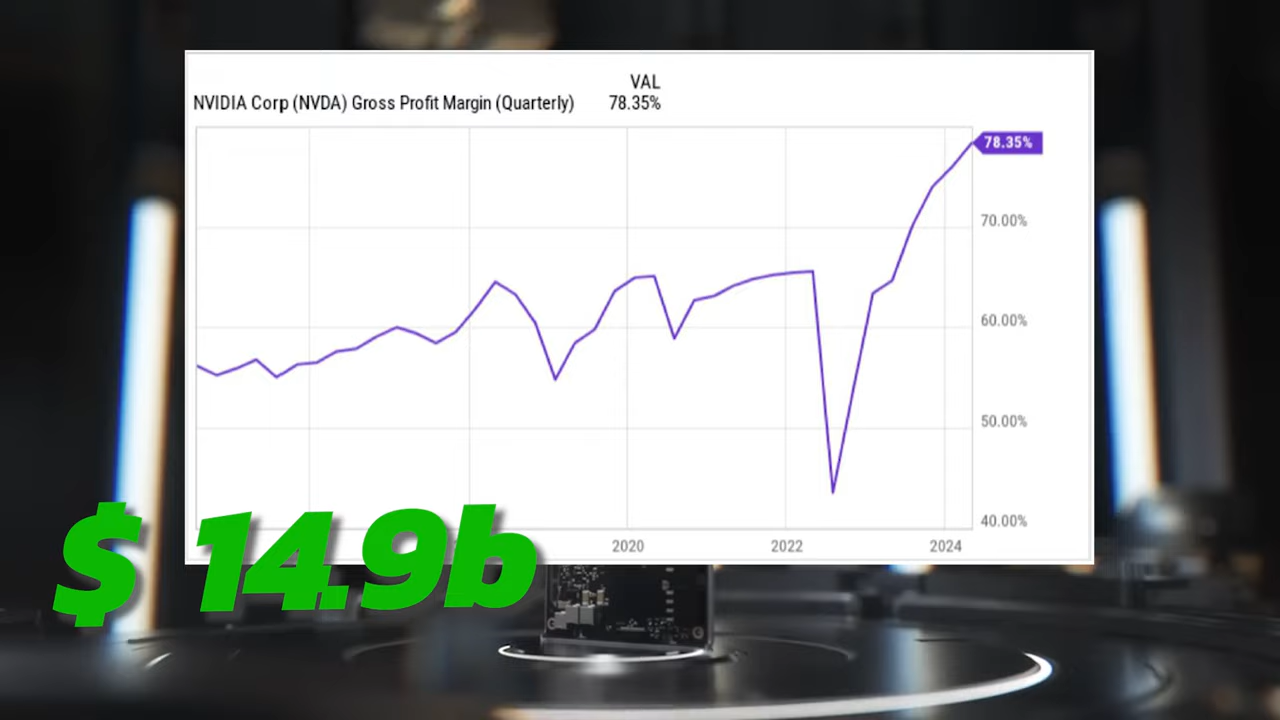 VAL
NVIDIA Corp (NVDA) Gross Profit Margin (Quarterly) 78.35%
78.35%
70.00%
60.00%
50.00%
40.00%
2020 2022 2024
$ 14.9b